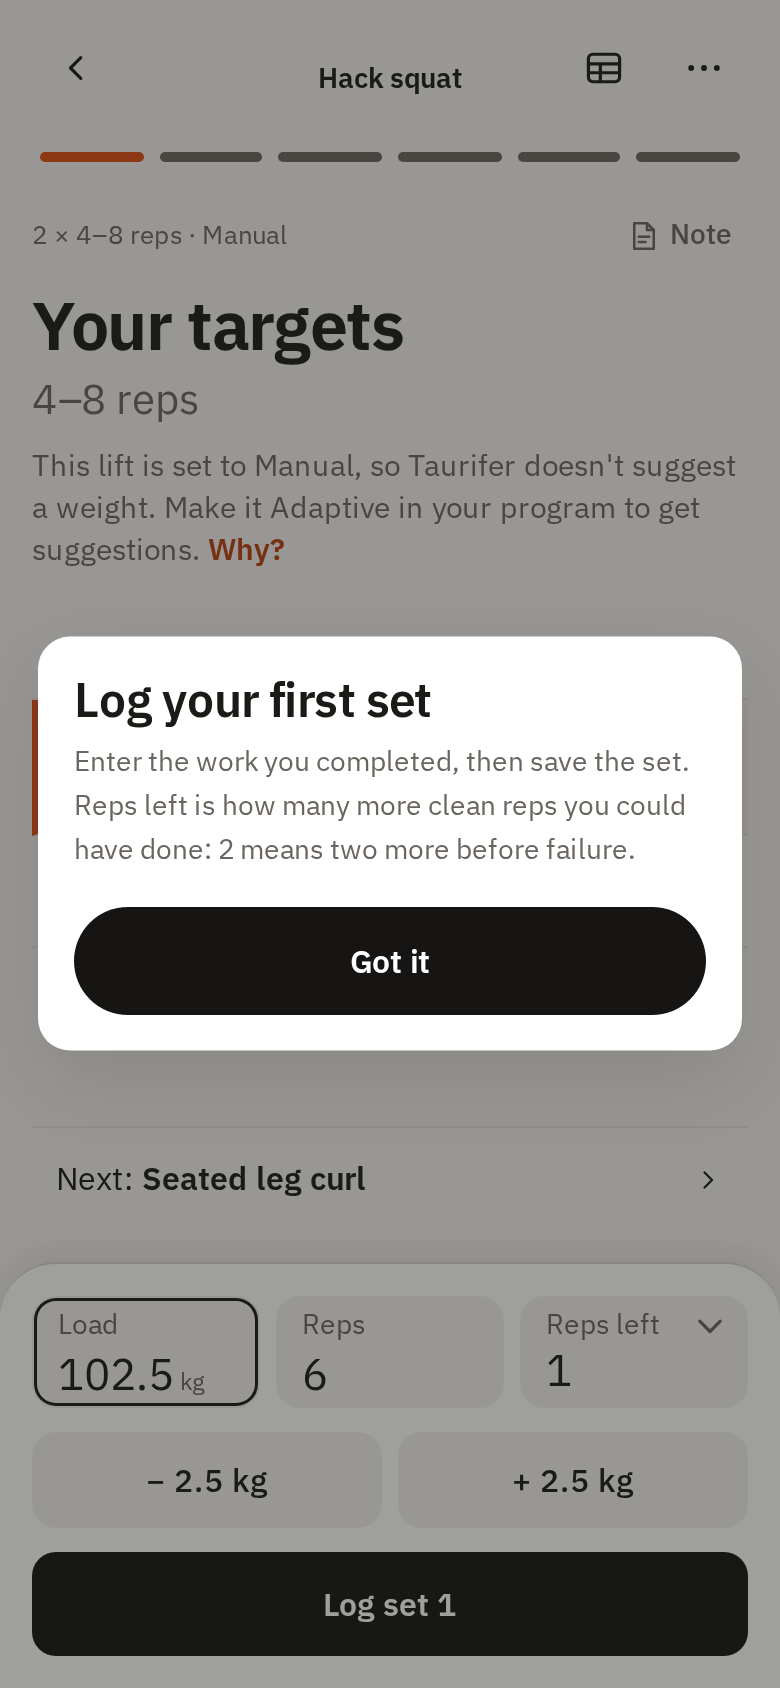 Hack squat
2 × 4–8 reps · Manual
Note
Your targets
4–8 reps
This lift is set to Manual, so Taurifer doesn't suggest
a weight. Make it Adaptive in your program to get
suggestions. Why?
Log your first set
Enter the work you completed, then save the set.
Reps left is how many more clean reps you could
have done: 2 means two more before failure.
Got it
Next: Seated leg curl
Load
Reps
Reps left
102.5 kg
6
1
− 2.5 kg
+ 2.5 kg
Log set 1